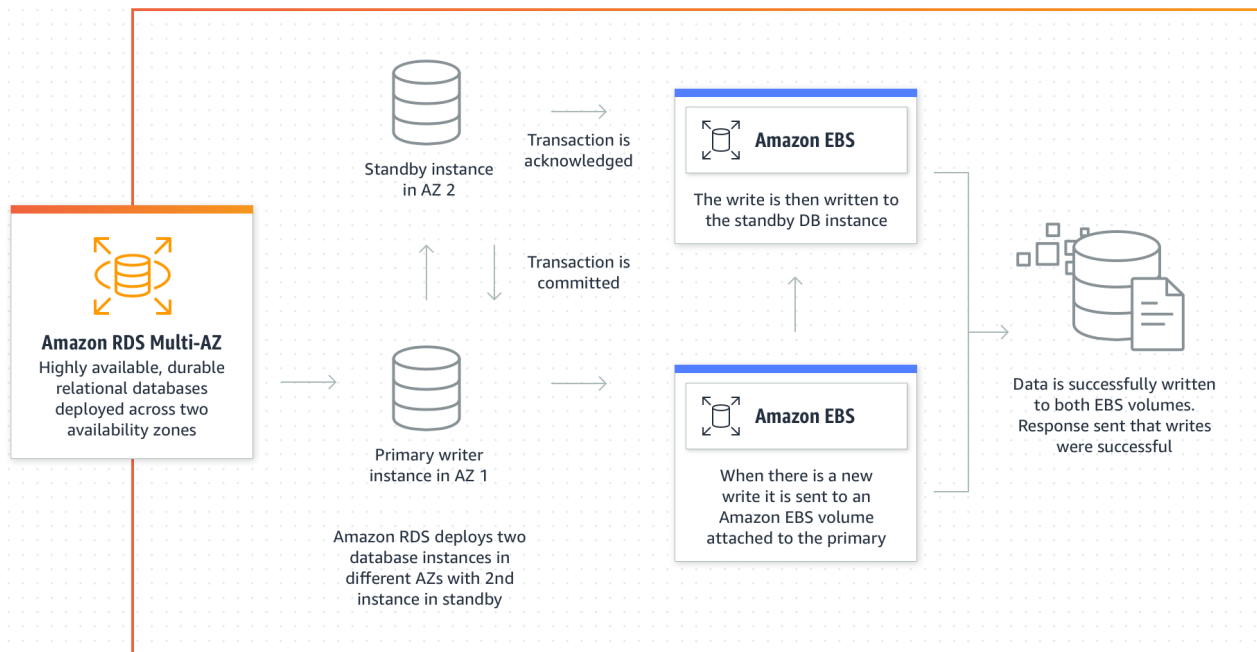 Amazon RDS Multi-AZ
Highly available, durable
relational databases
deployed across two
availability zones
Standby instance
in AZ 2
Transaction is
acknowledged
Transaction is
committed
Primary writer
instance in AZ 1
Amazon RDS deploys two
database instances in
different AZs with 2nd
instance in standby
Amazon EBS
The write is then written to
the standby DB instance
Amazon EBS
When there is a new
write it is sent to an
Amazon EBS volume
attached to the primary
Data is successfully written
to both EBS volumes.
Response sent that writes
were successful